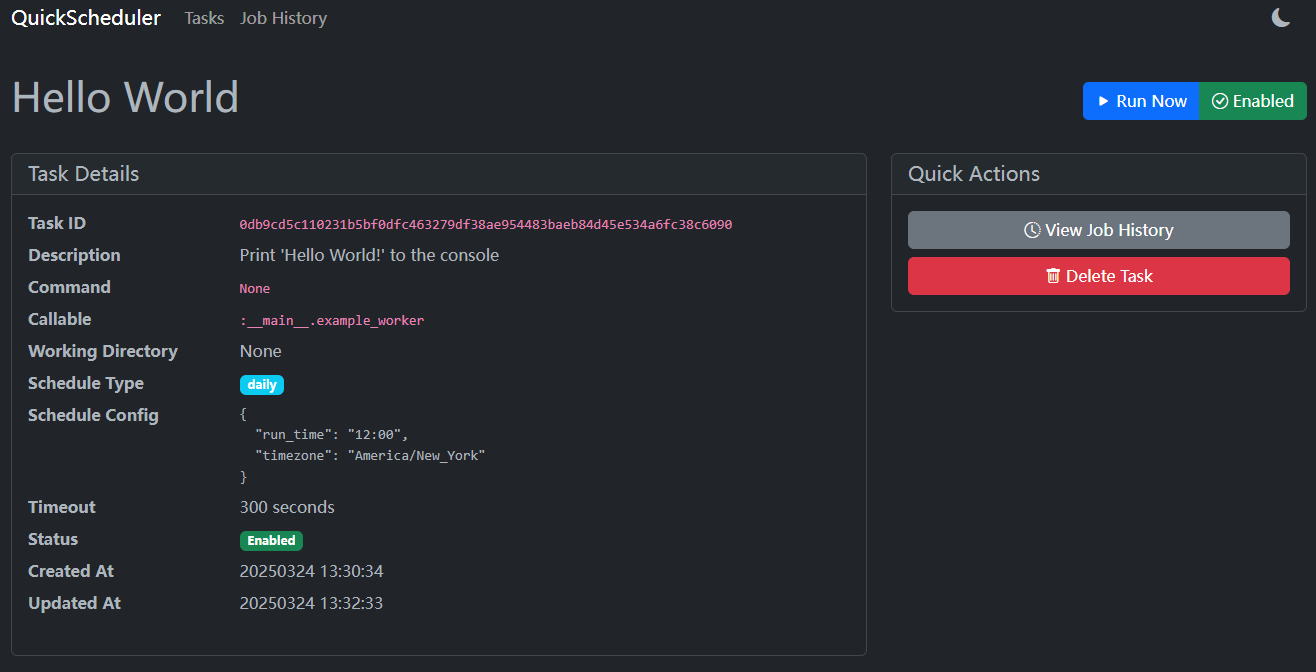 QuickScheduler Tasks Job History
Hello World
Run Now Enabled
Task Details
Task ID 0db9cd5c110231b5bf0dfc463279df38ae954483baeb84d45e534a6fc38c6090
Description Print 'Hello World!' to the console
Command None
Callable :__main__.example_worker
Working Directory None
Schedule Type daily
Schedule Config {
"run_time": "12:00",
"timezone": "America/New_York"
}
Timeout 300 seconds
Status Enabled
Created At 20250324 13:30:34
Updated At 20250324 13:32:33
Quick Actions
View Job History
Delete Task